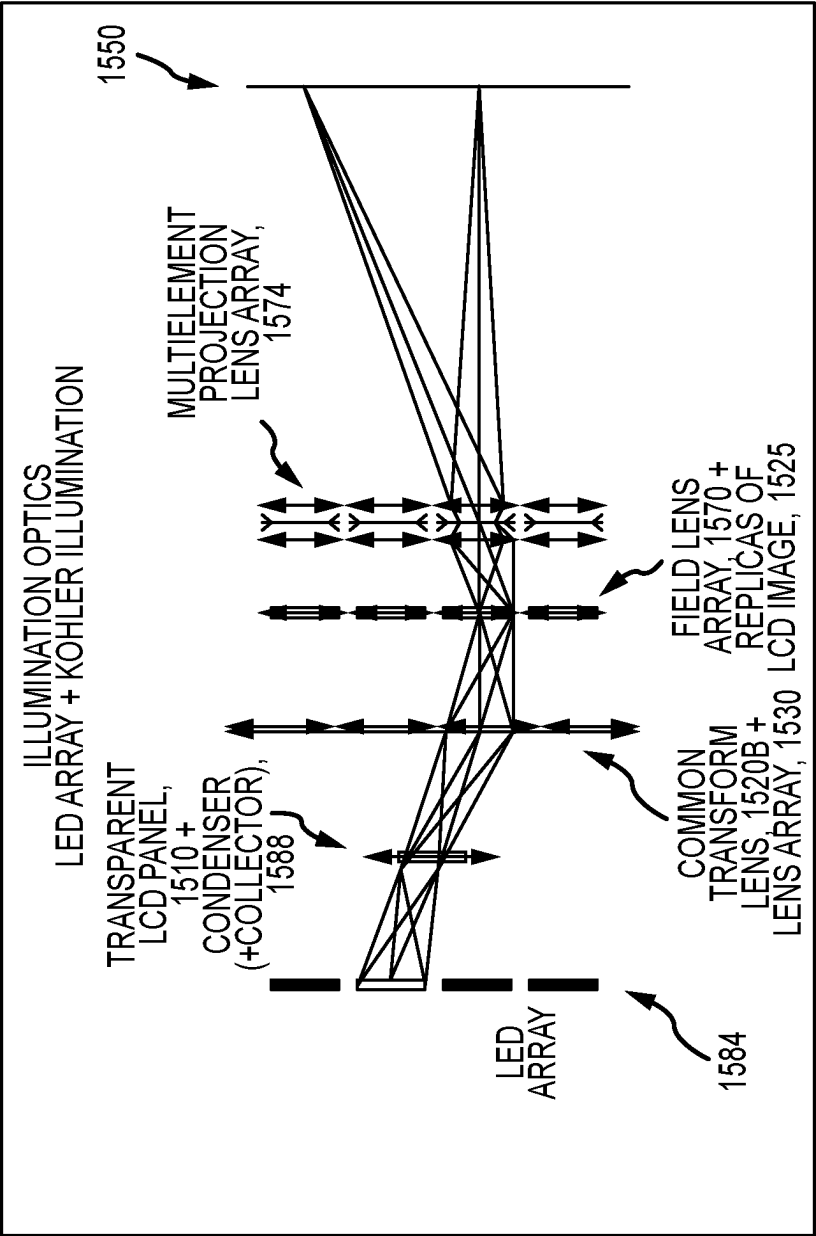 ILLUMINATION OPTICS
LED ARRAY + KOHLER ILLUMINATION
TRANSPARENT
LCD PANEL,
1510 +
CONDENSER
(+COLLECTOR),
1588
MULTIELEMENT
PROJECTION
LENS ARRAY,
1574
1550
LED
ARRAY
1584
COMMON
TRANSFORM
LENS, 1520B +
LENS ARRAY, 1530
FIELD LENS
ARRAY, 1570 +
REPLICAS OF
LCD IMAGE, 1525